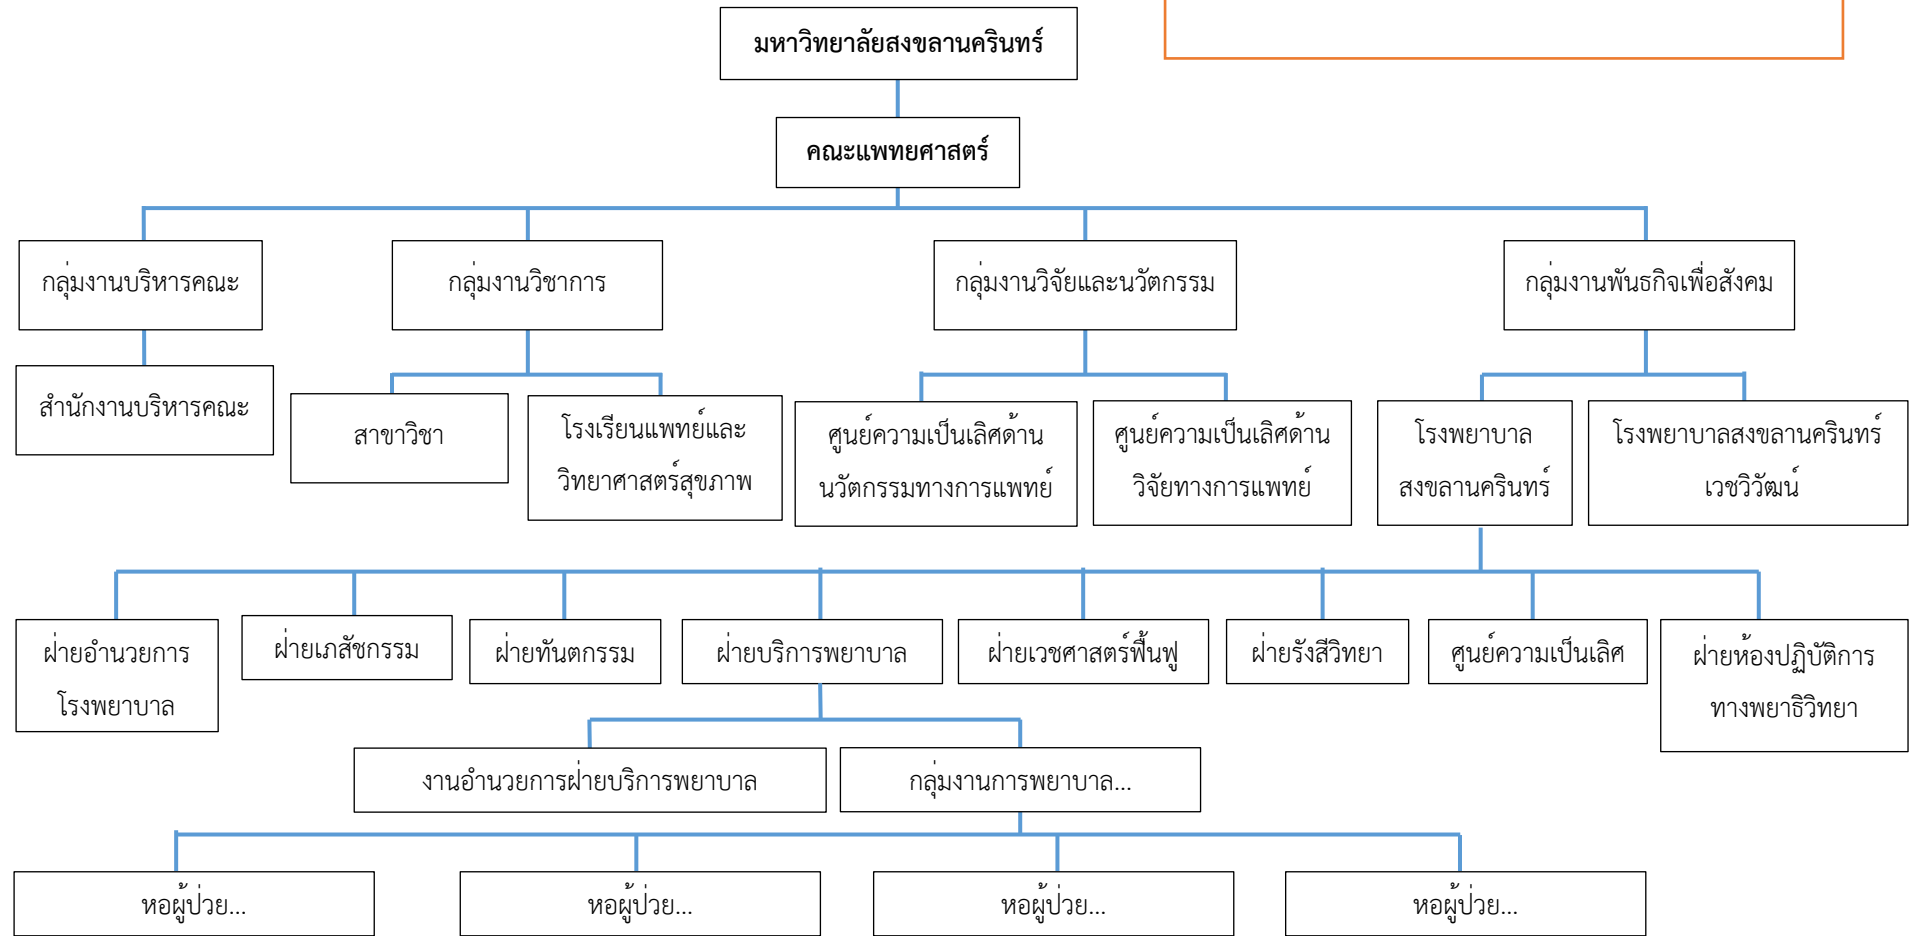 มหาวิทยาลัยสงขลานครินทร์
คณะแพทยศาสตร์
กลุ่มงานบริหารคณะ
กลุ่มงานวิชาการ
กลุ่มงานวิจัยและนวัตกรรม
กลุ่มงานพันธกิจเพื่อสังคม
สำนักงานบริหารคณะ
สาขาวิชา
โรงเรียนแพทย์และ
วิทยาศาสตร์สุขภาพ
ศูนย์ความเป็นเลิศด้าน
นวัตกรรมทางการแพทย์
ศูนย์ความเป็นเลิศด้าน
วิจัยทางการแพทย์
โรงพยาบาล
สงขลานครินทร์
โรงพยาบาลสงขลานครินทร์
เวชวิวัฒน์
ฝ่ายอำนวยการ
โรงพยาบาล
ฝ่ายเภสัชกรรม
ฝ่ายทันตกรรม
ฝ่ายบริการพยาบาล
ฝ่ายเวชศาสตร์ฟื้นฟู
ฝ่ายรังสีวิทยา
ศูนย์ความเป็นเลิศ
ฝ่ายห้องปฏิบัติการ
ทางพยาธิวิทยา
งานอำนวยการฝ่ายบริการพยาบาล
กลุ่มงานการพยาบาล...
หอผู้ป่วย...
หอผู้ป่วย...
หอผู้ป่วย...
หอผู้ป่วย...